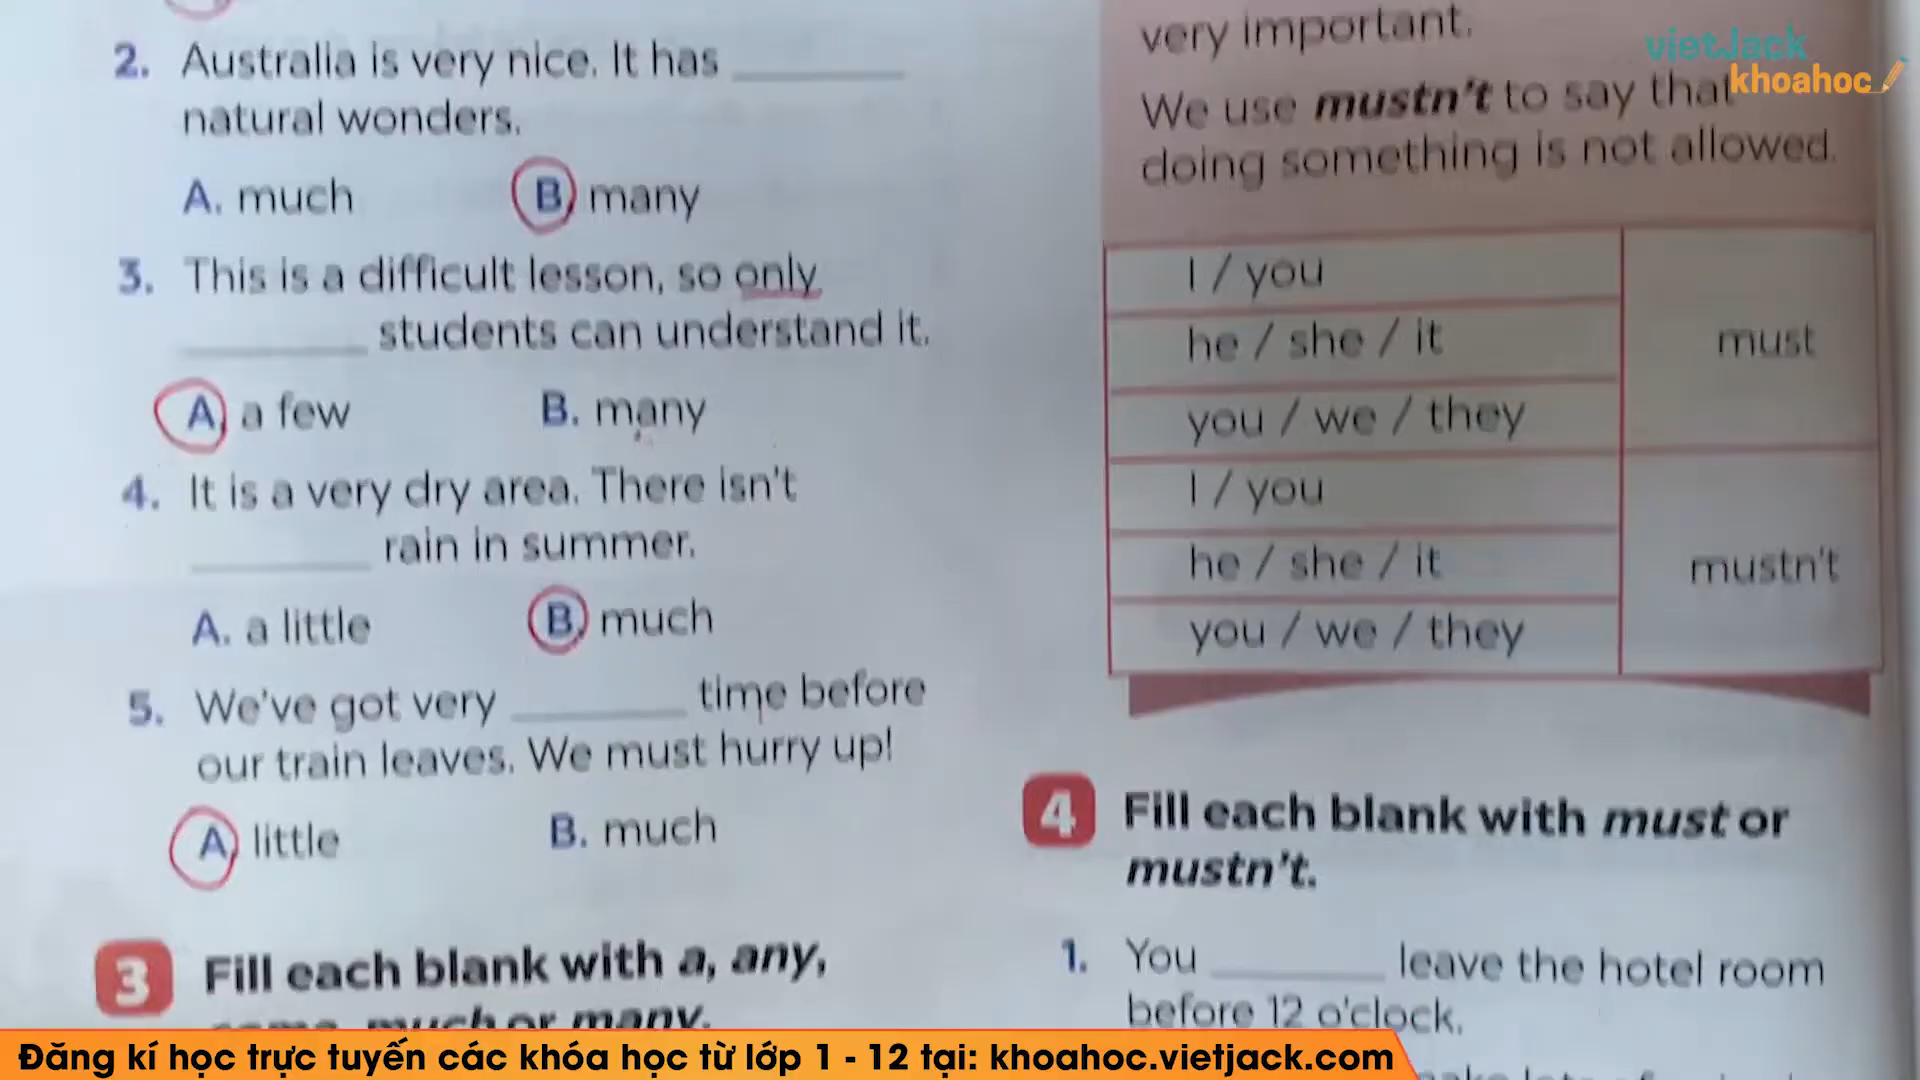 2. Australia is very nice. It has ________
natural wonders.
A. much B. many
3. This is a difficult lesson, so only
________ students can understand it.
A. a few B. many
4. It is a very dry area. There isn't
________ rain in summer.
A. a little B. much
5. We've got very ________ time before
our train leaves. We must hurry up!
A. little B. much
3 Fill each blank with a, any,
some, much or many.
very important.
We use mustn't to say that
doing something is not allowed.
I / you
he / she / it must
you / we / they
I / you
he / she / it mustn't
you / we / they
4 Fill each blank with must or
mustn't.
1. You ________ leave the hotel room
before 12 o'clock.
vietJack
khoahoc
Đăng kí học trực tuyến các khóa học từ lớp 1 - 12 tại: khoahoc.vietjack.com